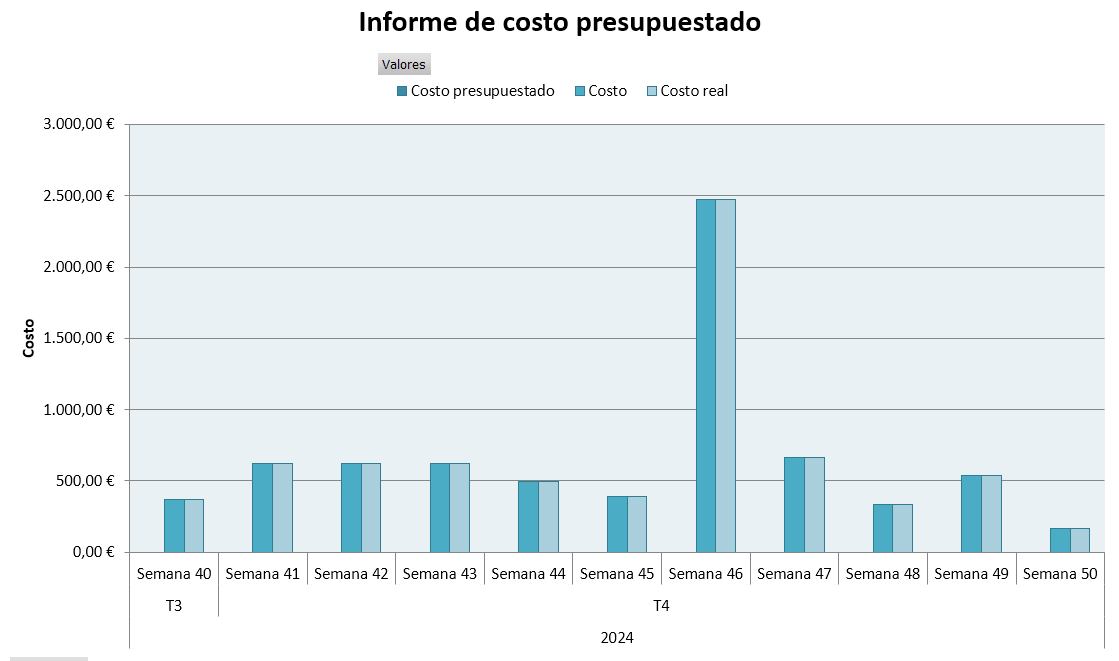 Informe de costo presupuestado
Valores
Costo presupuestado Costo Costo real
3.000,00 €
2.500,00 €
2.000,00 €
1.500,00 €
1.000,00 €
500,00 €
0,00 €
Costo
Semana 40 Semana 41 Semana 42 Semana 43 Semana 44 Semana 45 Semana 46 Semana 47 Semana 48 Semana 49 Semana 50
T3 T4
2024